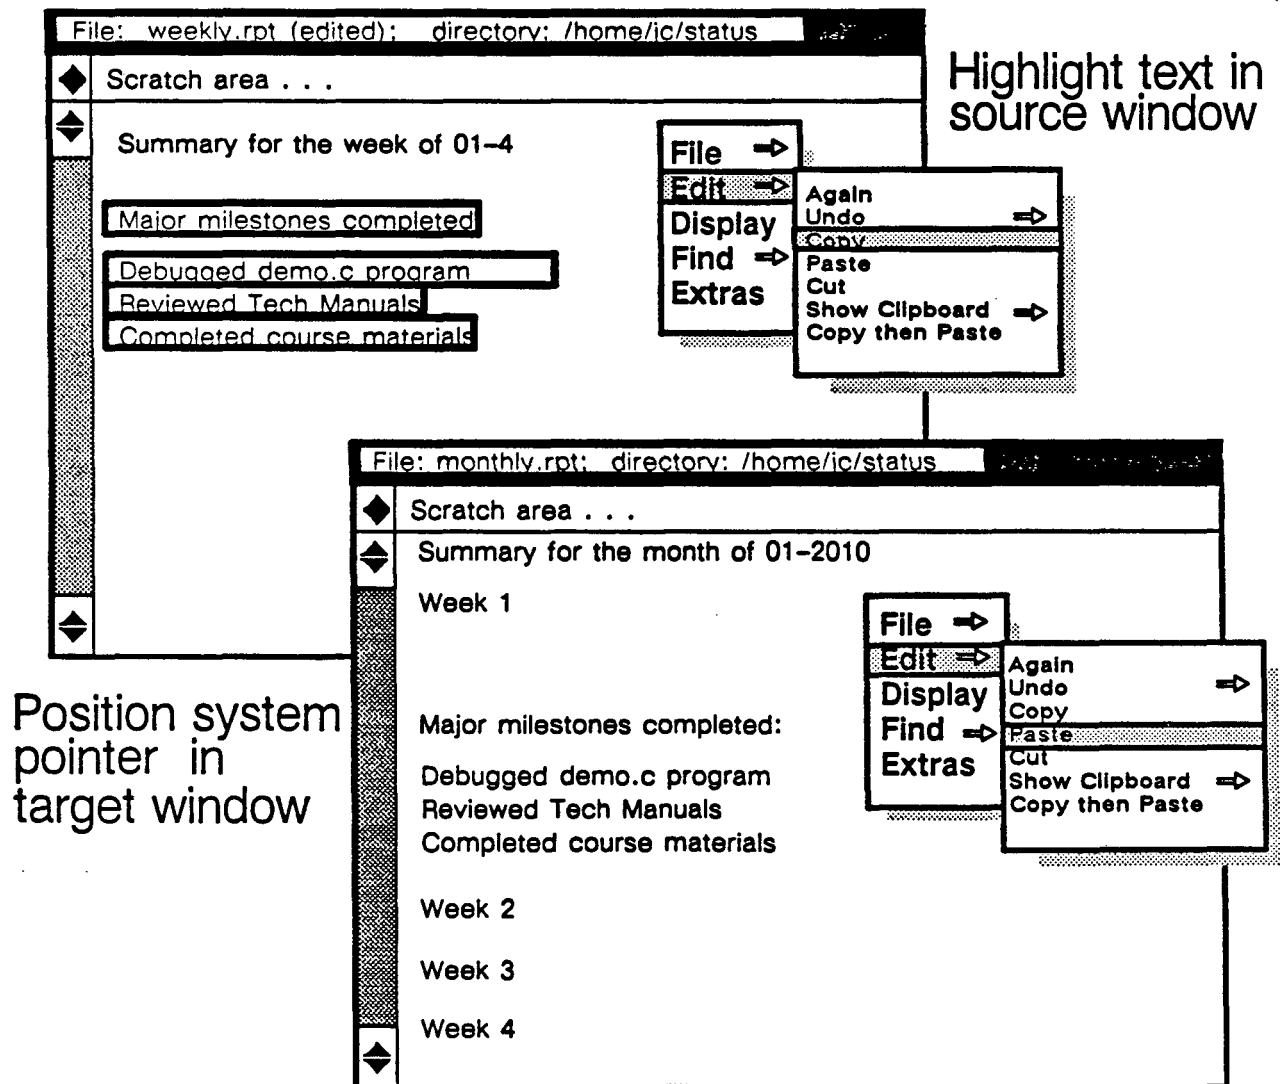 File: weekly.rpt (edited); directory: /home/jc/status
Scratch area . . .
Highlight text in
source window
Summary for the week of 01-4
Major milestones completed
Debugged demo.c program
Reviewed Tech Manuals
Completed course materials
File
Edit
Display
Find
Extras
Again
Undo
Copy
Paste
Cut
Show Clipboard
Copy then Paste
File: monthly.rpt; directory: /home/jc/status
Scratch area . . .
Summary for the month of 01-2010
Week 1
Position system
pointer in
target window
Major milestones completed:
Debugged demo.c program
Reviewed Tech Manuals
Completed course materials
Week 2
Week 3
Week 4
File
Edit
Display
Find
Extras
Again
Undo
Copy
Paste
Cut
Show Clipboard
Copy then Paste